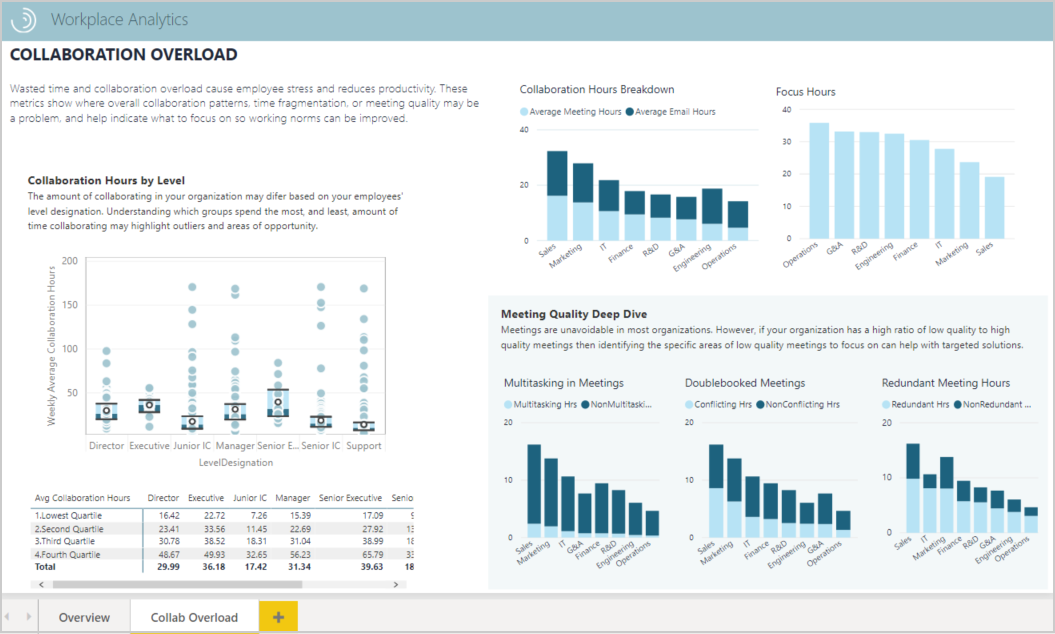 Workplace Analytics
COLLABORATION OVERLOAD
Wasted time and collaboration overload cause employee stress and reduces productivity. These
metrics show where overall collaboration patterns, time fragmentation, or meeting quality may be
a problem, and help indicate what to focus on so working norms can be improved.
Collaboration Hours by Level
The amount of collaborating in your organization may difer based on your employees'
level designation. Understanding which groups spend the most, and least, amount of
time collaborating may highlight outliers and areas of opportunity.
Weekly Average Collaboration Hours
200
150
100
50
Director Executive Junior IC Manager Senior E... Senior IC Support
LevelDesignation
Avg Collaboration Hours Director Executive Junior IC Manager Senior Executive Senio
1.Lowest Quartile 16.42 22.72 7.26 15.39 17.09 9
2.Second Quartile 23.41 33.56 11.45 22.69 27.92 13
3.Third Quartile 30.78 38.52 18.31 31.04 38.99 18
4.Fourth Quartile 48.67 49.93 32.65 56.23 65.79 33
Total 29.99 36.18 17.42 31.34 39.63 18
Collaboration Hours Breakdown
Average Meeting Hours Average Email Hours
40
20
0
Sales Marketing IT Finance R&D G&A Engineering Operations
Focus Hours
40
30
20
10
0
Operations G&A R&D Engineering Finance IT Marketing Sales
Meeting Quality Deep Dive
Meetings are unavoidable in most organizations. However, if your organization has a high ratio of low quality to high
quality meetings then identifying the specific areas of low quality meetings to focus on can help with targeted solutions.
Multitasking in Meetings
Multitasking Hrs NonMultitaski...
20
10
0
Sales Marketing IT G&A Finance R&D Engineering Operations
Doublebooked Meetings
Conflicting Hrs NonConflicting Hrs
20
10
0
Sales Marketing IT Finance R&D Engineering G&A Operations
Redundant Meeting Hours
Redundant Hrs NonRedundant ...
20
10
0
Sales IT Marketing Finance R&D G&A Engineering Operations
Overview Collab Overload +